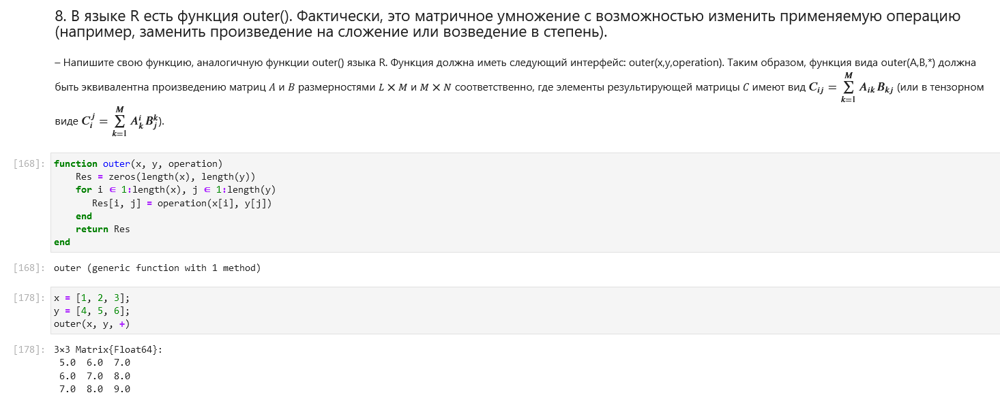 8. В языке R есть функция outer(). Фактически, это матричное умножение с возможностью изменить применяемую операцию
(например, заменить произведение на сложение или возведение в степень).
– Напишите свою функцию, аналогичную функции outer() языка R. Функция должна иметь следующий интерфейс: outer(x,y,operation). Таким образом, функция вида outer(A,B,*) должна
быть эквивалентна произведению матриц A и B размерностями L × M и M × N соответственно, где элементы результирующей матрицы C имеют вид C_{ij} = \sum_{k=1}^{M} A_{ik} B_{kj} (или в тензорном
виде C_i^j = \sum_{k=1}^{M} A_k^i B_j^k).
[168]: function outer(x, y, operation)
Res = zeros(length(x), length(y))
for i ∈ 1:length(x), j ∈ 1:length(y)
Res[i, j] = operation(x[i], y[j])
end
return Res
end
[168]: outer (generic function with 1 method)
[178]: x = [1, 2, 3];
y = [4, 5, 6];
outer(x, y, +)
[178]: 3×3 Matrix{Float64}:
5.0 6.0 7.0
6.0 7.0 8.0
7.0 8.0 9.0